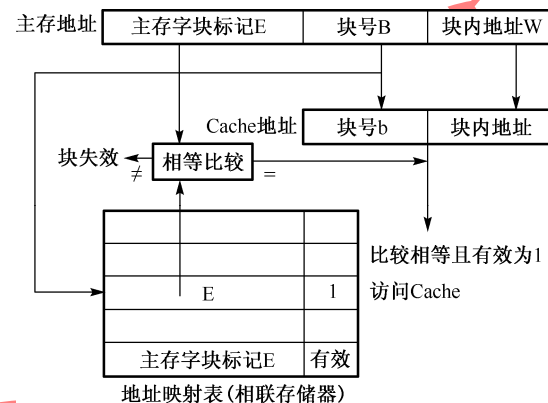 主存地址 主存字块标记E 块号B 块内地址W
Cache地址 块号b 块内地址
块失效 ≠ 相等比较 =
比较相等且有效为1
E 1 访问Cache
主存字块标记E 有效
地址映射表(相联存储器)